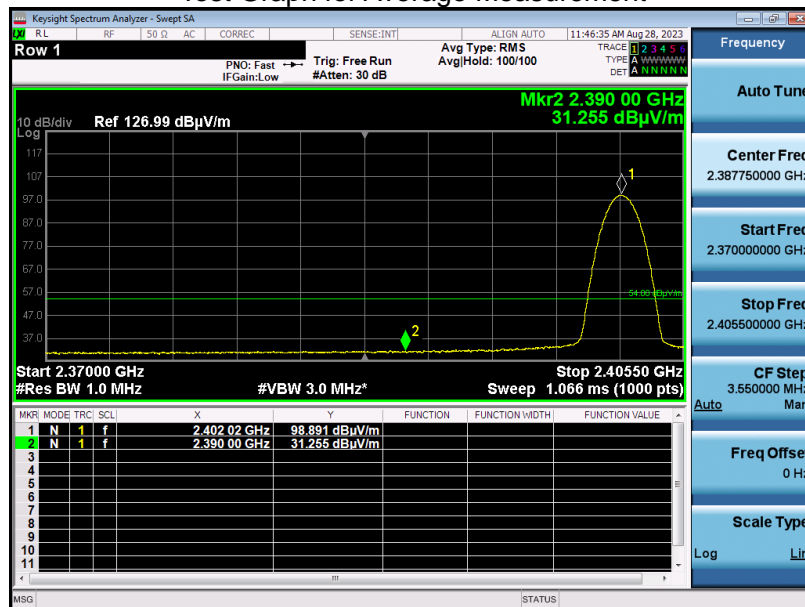 Test Graph for Average Measurement
Keysight Spectrum Analyzer - Swept SA
RL RF 50 Ω AC CORREC SENSE:INT ALIGN AUTO 11:46:35 AM Aug 28, 2023
Row 1
PNO: Fast
IFGain:Low
Trig: Free Run
#Atten: 30 dB
Avg Type: RMS
Avg|Hold: 100/100
TRACE 1 2 3 4 5 6
TYPE A WWWWW
DET A N N N N N
Mkr2 2.390 00 GHz
31.255 dBµV/m
10 dB/div Ref 126.99 dBµV/m
Log
117
107
97.0
87.0
77.0
67.0
57.0
47.0
37.0
1
2
54.00 dBµV/m
Start 2.37000 GHz Stop 2.40550 GHz
#Res BW 1.0 MHz #VBW 3.0 MHz* Sweep 1.066 ms (1000 pts)
MKR MODE TRC SCL X Y FUNCTION FUNCTION WIDTH FUNCTION VALUE
1 N 1 f 2.402 02 GHz 98.891 dBµV/m
2 N 1 f 2.390 00 GHz 31.255 dBµV/m
3
4
5
6
7
8
9
10
11
MSG STATUS
Frequency
Auto Tune
Center Freq
2.387750000 GHz
Start Freq
2.370000000 GHz
Stop Freq
2.405500000 GHz
CF Step
3.550000 MHz
Auto Man
Freq Offset
0 Hz
Scale Type
Log Lin